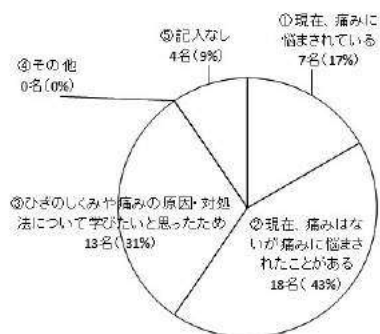 ①現在、痛みに
悩まされている
7名(17%)
②現在、痛みはな
いが痛みに悩まさ
れたことがある
18名(43%)
③ひざのしくみや痛みの原因・対処
法について学びたいと思ったため
13名(31%)
④その他
0名(0%)
⑤記入なし
4名(9%)